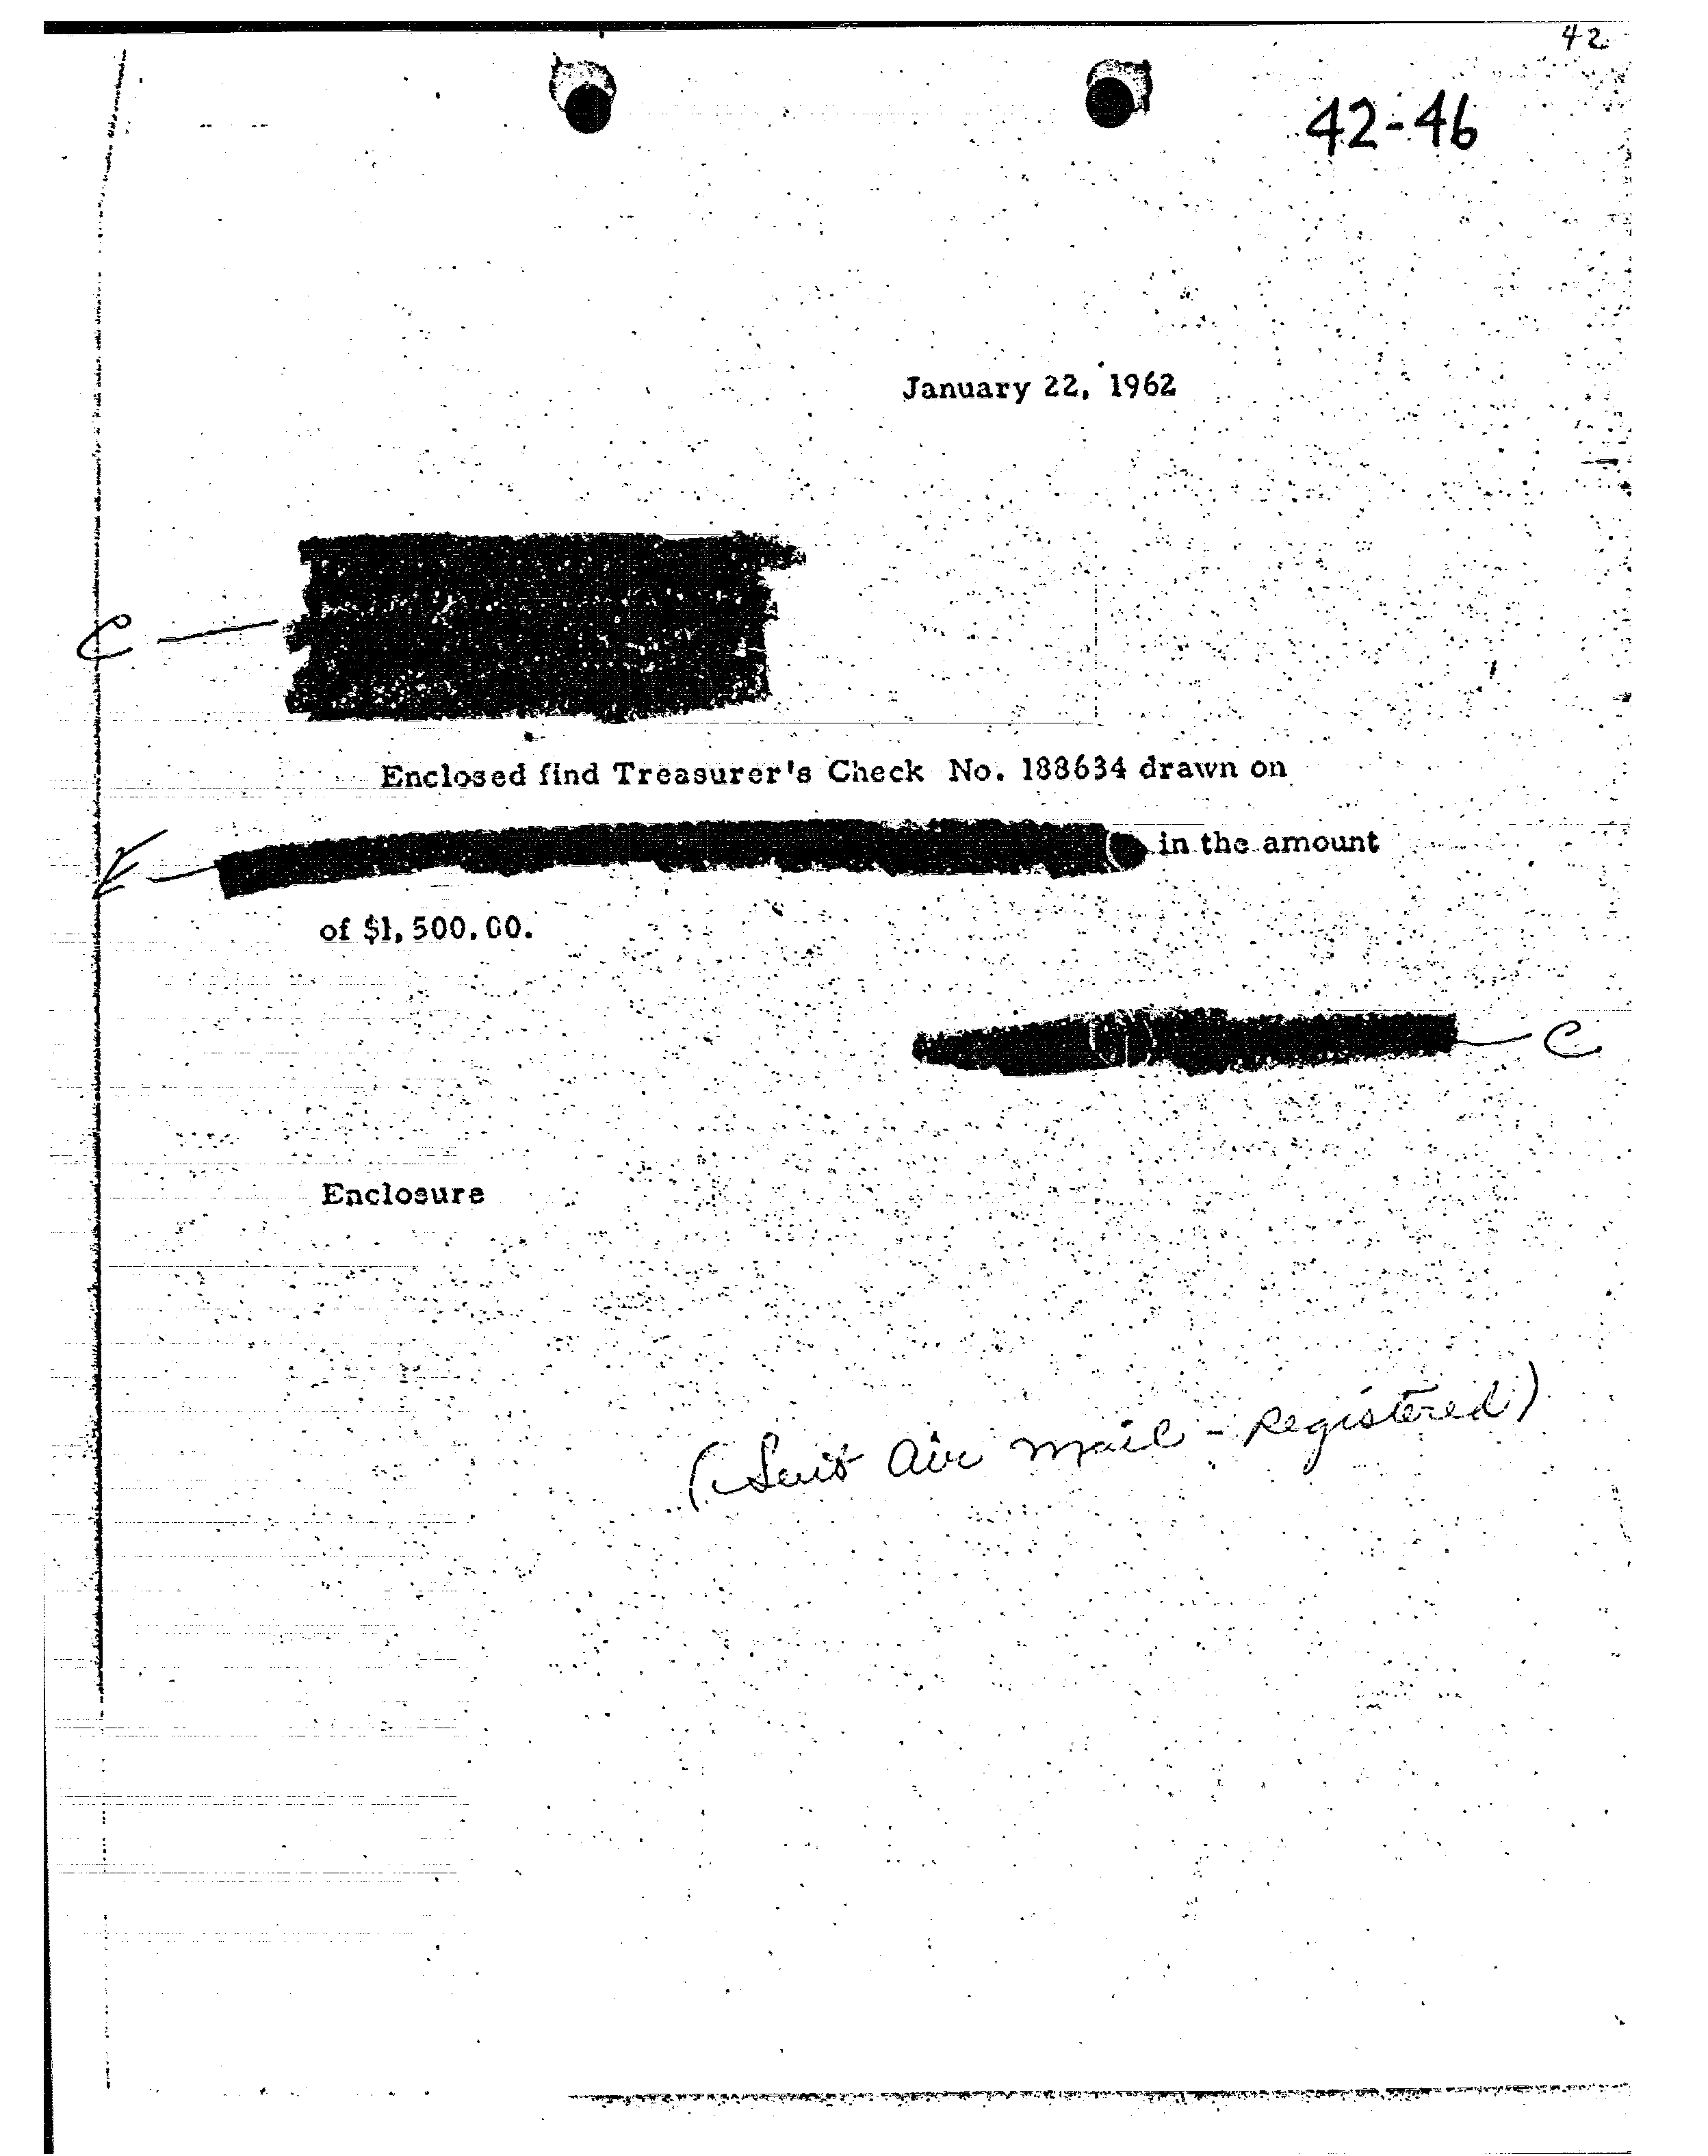 42
42-46
January 22, 1962
C
Enclosed find Treasurer's Check No. 188634 drawn on
in the amount
of $1,500.00.
C
Enclosure
(Sent Air Mail - Registered)